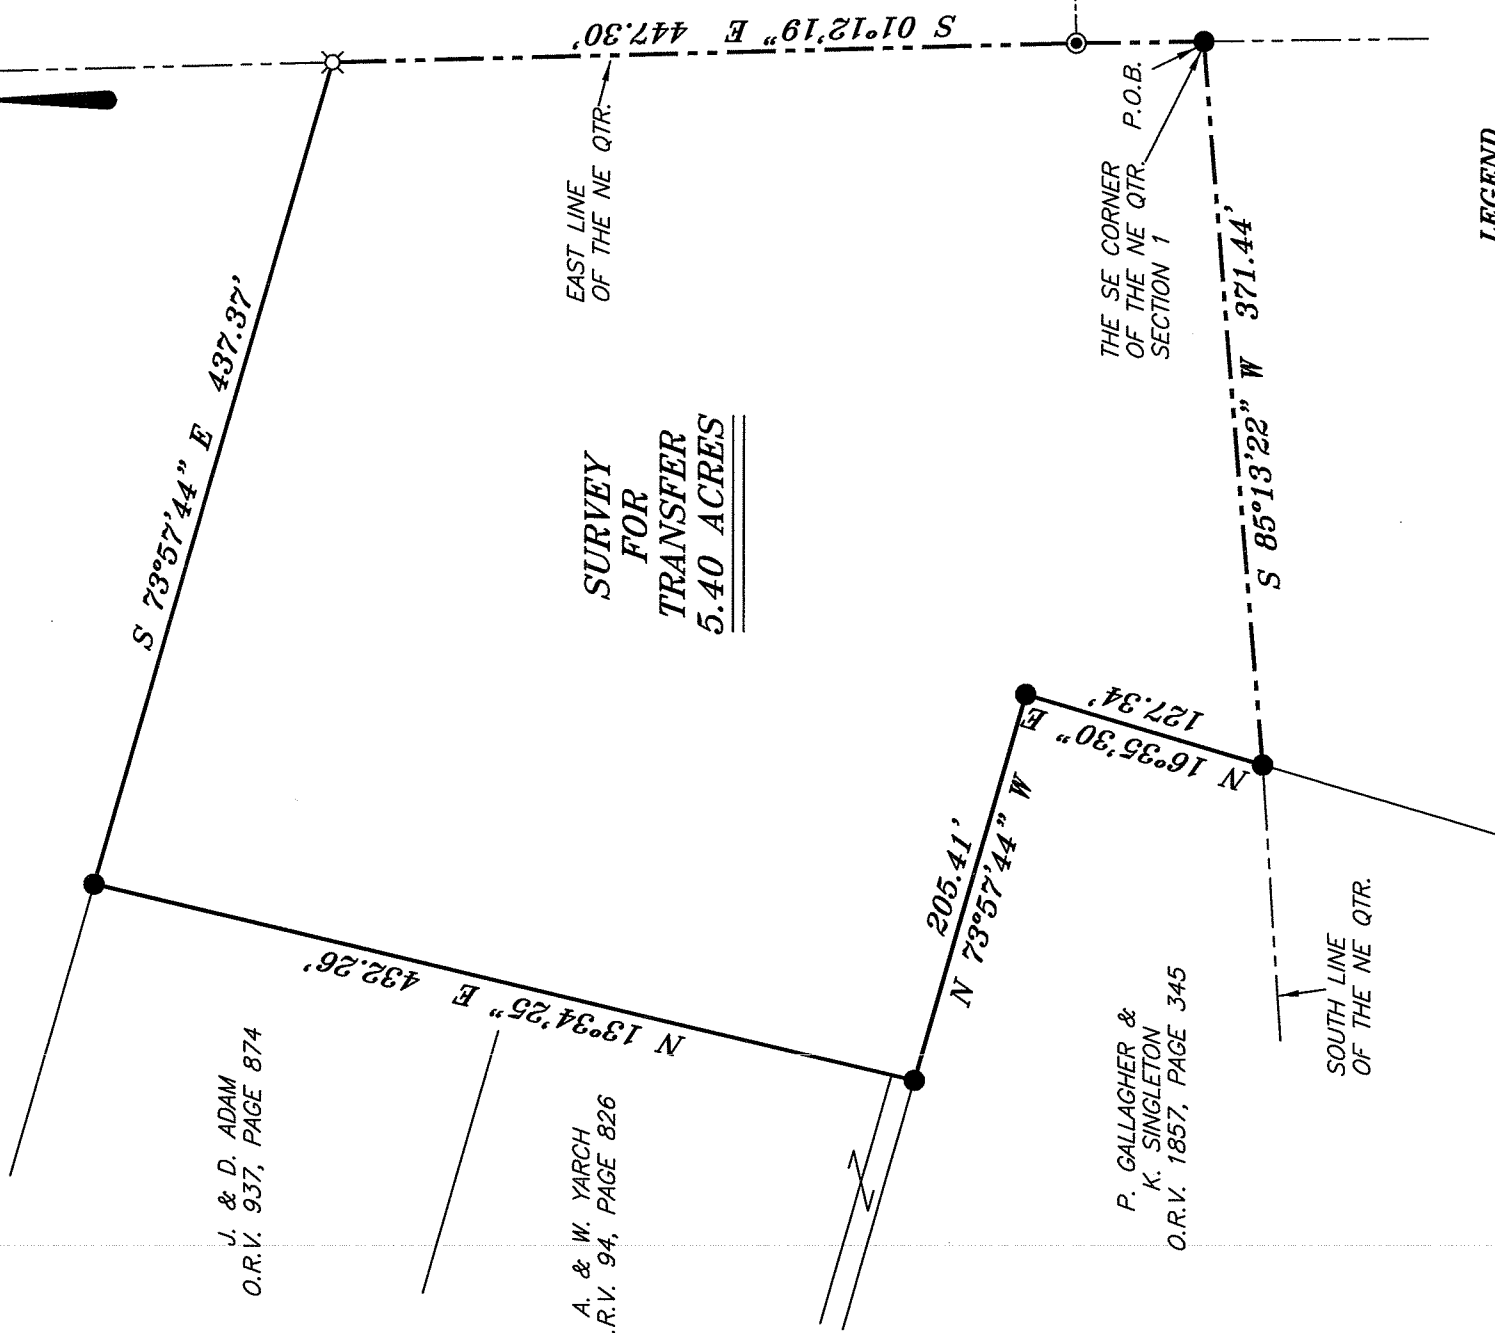 S 01°12'19" E 447.30'
EAST LINE
OF THE NE QTR.
P.O.B.
THE SE CORNER
OF THE NE QTR.
SECTION 1
LEGEND
S 73°57'44" E 437.37'
SURVEY
FOR
TRANSFER
5.40 ACRES
S 85°13'22" W 371.44'
127.34'
N 16°35'30" E
205.41'
N 73°57'44" W
N 13°34'25" E 432.26'
SOUTH LINE
OF THE NE QTR.
J. & D. ADAM
O.R.V. 937, PAGE 874
A. & W. YARCH
.R.V. 94, PAGE 826
P. GALLAGHER &
K. SINGLETON
O.R.V. 1857, PAGE 345